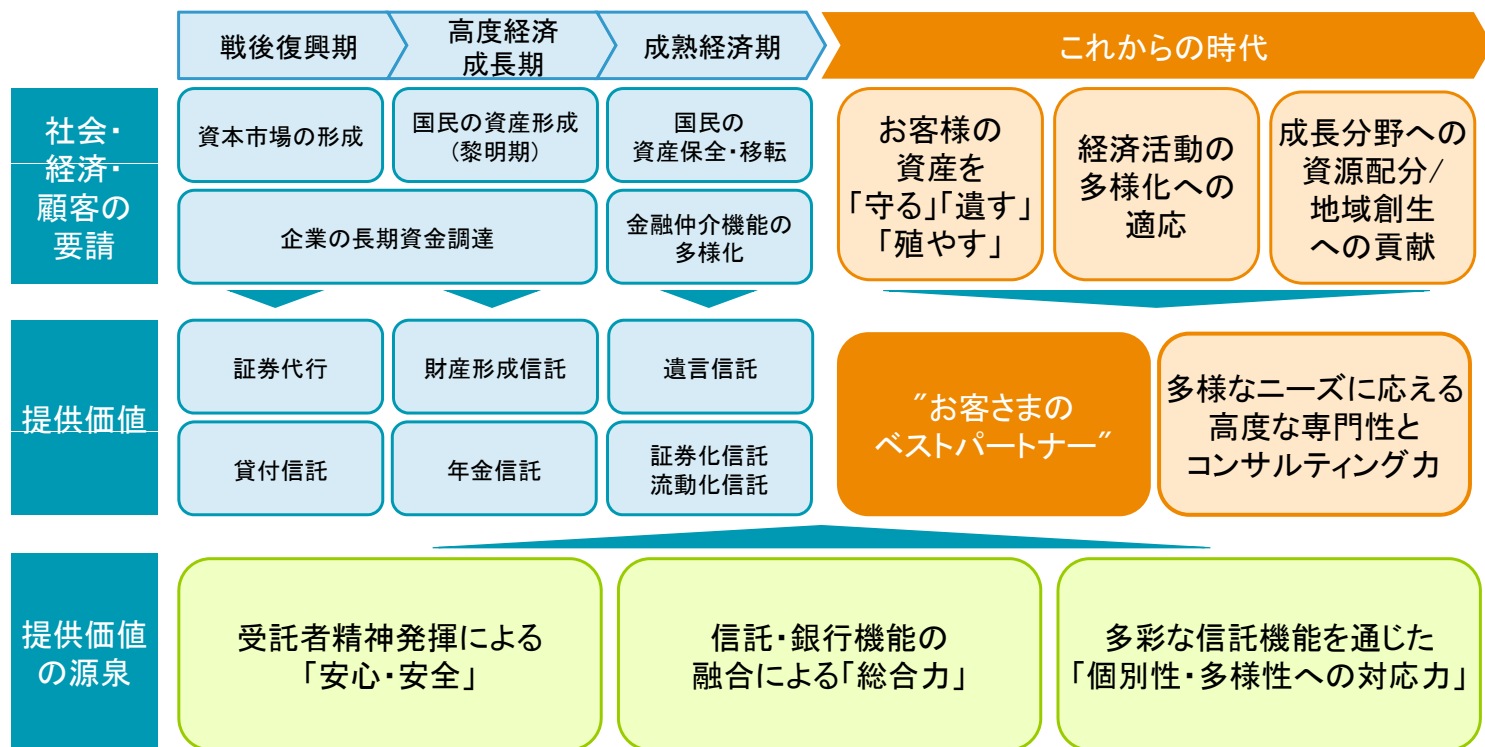 戦後復興期
高度経済
成長期
成熟経済期
これからの時代
社会・
経済・
顧客の
要請
資本市場の形成
国民の資産形成
(黎明期)
国民の
資産保全・移転
企業の長期資金調達
金融仲介機能の
多様化
お客様の
資産を
「守る」「遺す」
「殖やす」
経済活動の
多様化への
適応
成長分野への
資源配分/
地域創生
への貢献
提供価値
証券代行
財産形成信託
遺言信託
貸付信託
年金信託
証券化信託
流動化信託
"お客さまの
ベストパートナー"
多様なニーズに応える
高度な専門性と
コンサルティング力
提供価値
の源泉
受託者精神発揮による
「安心・安全」
信託・銀行機能の
融合による「総合力」
多彩な信託機能を通じた
「個別性・多様性への対応力」